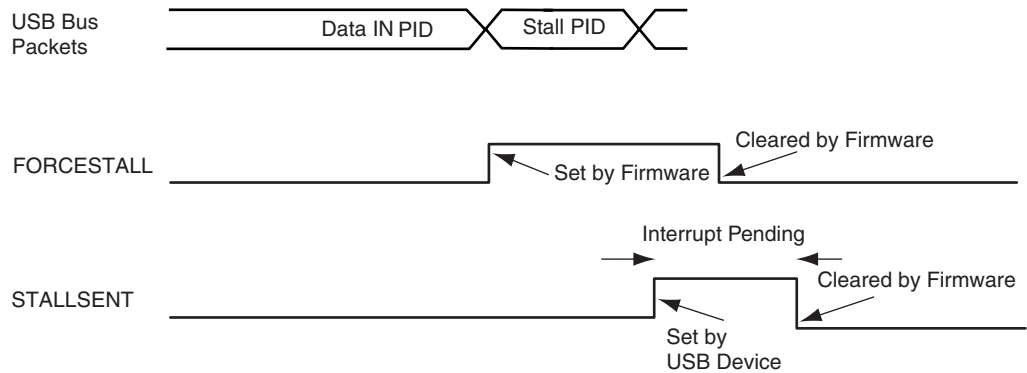 USB Bus
Packets
Data IN PID
Stall PID
FORCESTALL
Set by Firmware
Cleared by Firmware
Interrupt Pending
STALLSENT
Cleared by Firmware
Set by
USB Device